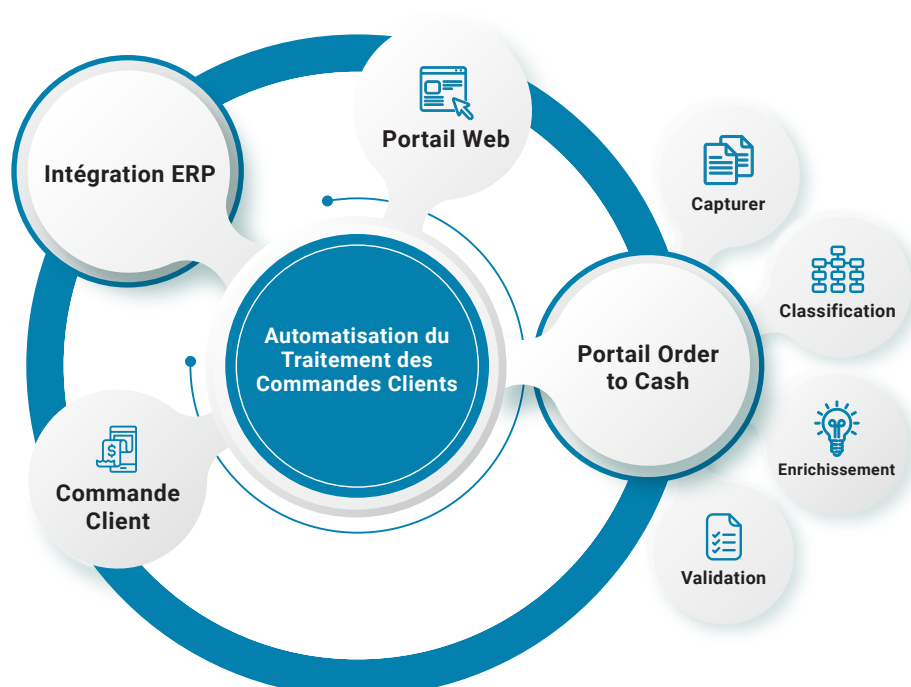 Portail Web
Intégration ERP
Capturer
Classification
Automatisation du
Traitement des
Commandes Clients
Portail Order
to Cash
Enrichissement
Commande
Client
Validation
$